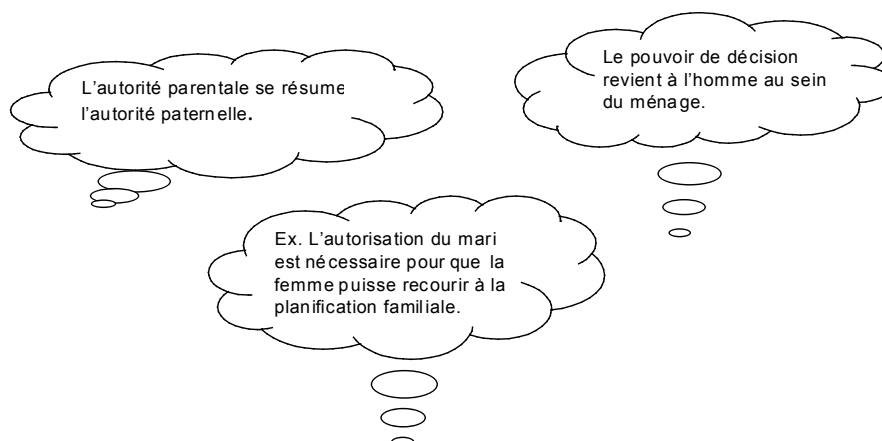 L'autorité parentale se résume
l'autorité paternelle.
Le pouvoir de décision
revient à l'homme au sein
du ménage.
Ex. L'autorisation du mari
est nécessaire pour que la
femme puisse recourir à la
planification familiale.